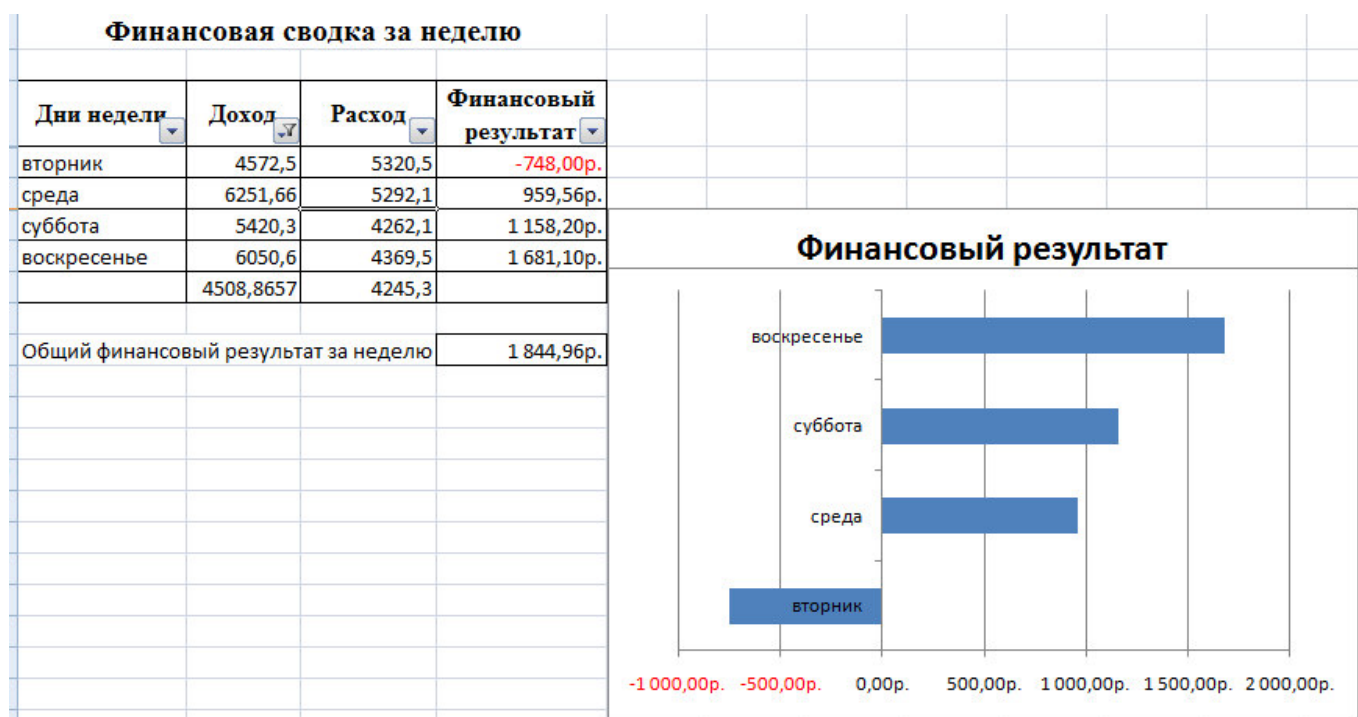 Финансовая сводка за неделю
Дни недели Доход Расход Финансовый результат
вторник 4572,5 5320,5 -748,00р.
среда 6251,66 5292,1 959,56р.
суббота 5420,3 4262,1 1 158,20р.
воскресенье 6050,6 4369,5 1 681,10р.
4508,8657 4245,3
Общий финансовый результат за неделю 1 844,96р.
Финансовый результат
воскресенье
суббота
среда
вторник
-1 000,00р. -500,00р. 0,00р. 500,00р. 1 000,00р. 1 500,00р. 2 000,00р.